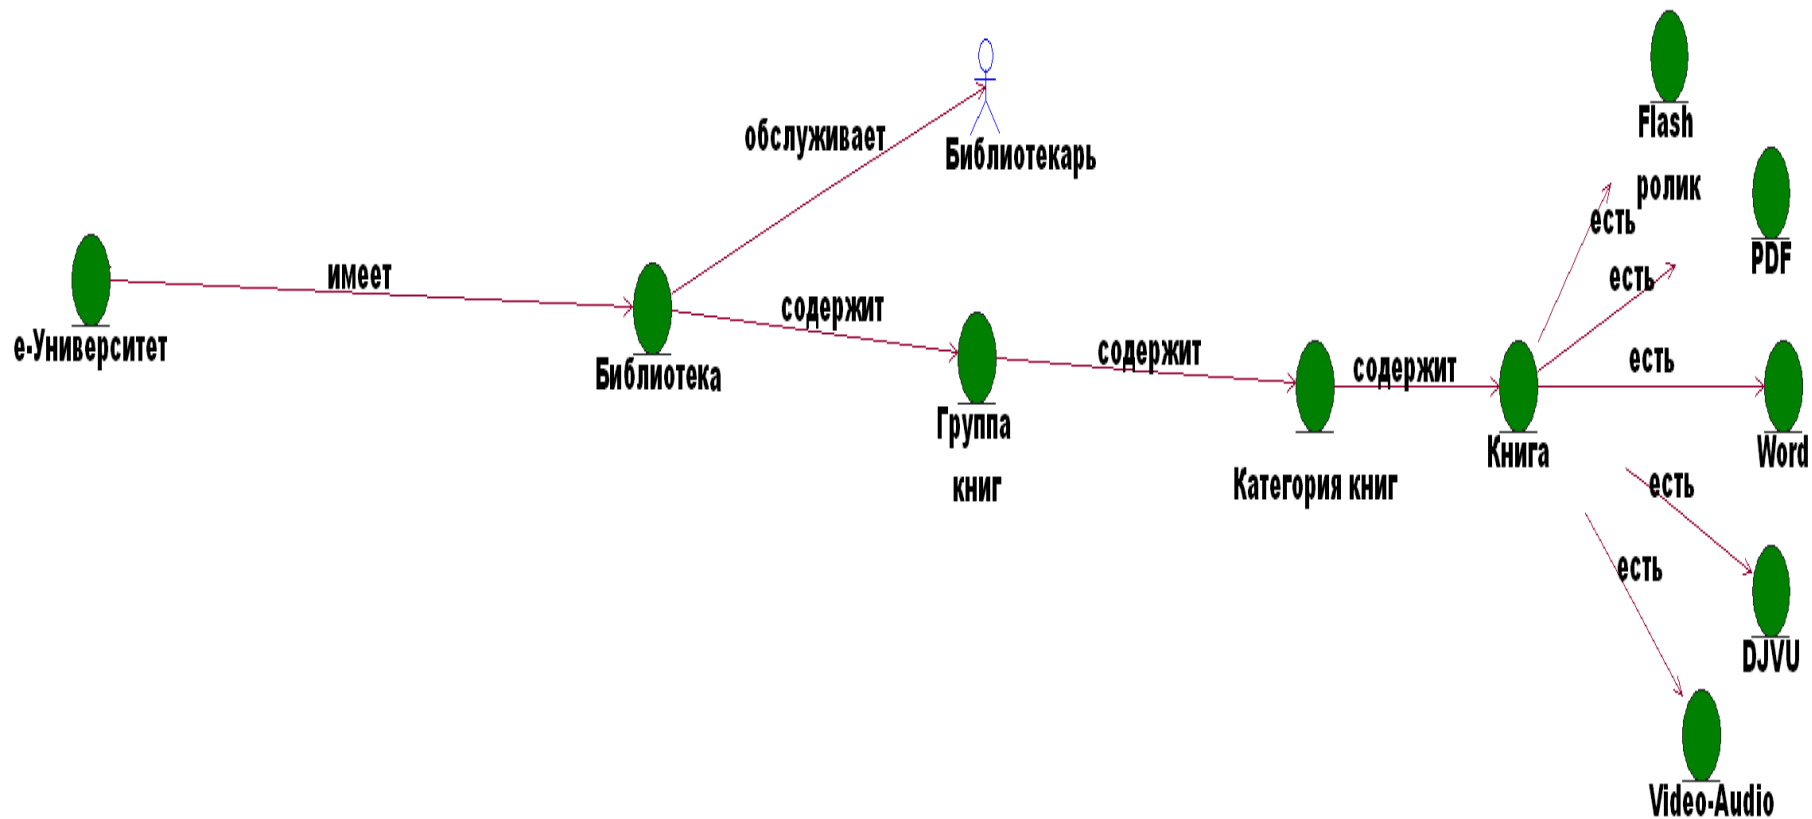 Flash
ролик
обслуживает
Библиотекарь
есть
PDF
имеет
есть
содержит
е-Университет
содержит
есть
Библиотека
содержит
Группа
книг
Книга
Word
Категория книг
есть
есть
DJVU
Video-Audio